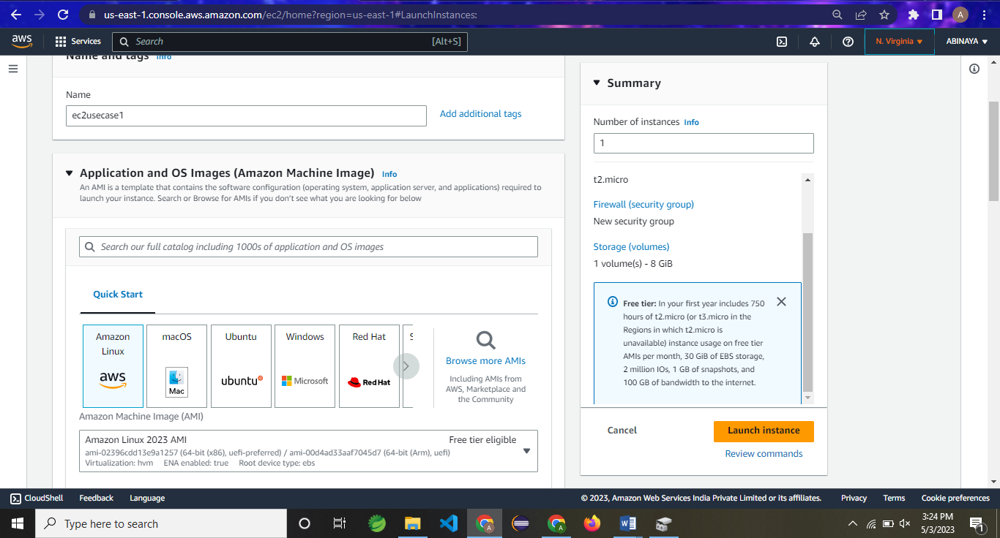 us-east-1.console.aws.amazon.com/ec2/home?region=us-east-1#LaunchInstances:
A
aws
Services
Search
[Alt+S]
N. Virginia
ABINAYA
Name and tags Info
Name
ec2usecase1
Add additional tags
Application and OS Images (Amazon Machine Image) Info
An AMI is a template that contains the software configuration (operating system, application server, and applications) required to
launch your instance. Search or Browse for AMIs if you don't see what you are looking for below
Search our full catalog including 1000s of application and OS images
Quick Start
Amazon
Linux
aws
macOS
Mac
Ubuntu
ubuntu
Windows
Microsoft
Red Hat
Red Hat
S
Browse more AMIs
Including AMIs from
AWS, Marketplace and
the Community
Amazon Machine Image (AMI)
Amazon Linux 2023 AMI
Free tier eligible
ami-02396cdd13e9a1257 (64-bit (x86), uefi-preferred) / ami-00d4ad33aaf7045d7 (64-bit (Arm), uefi)
Virtualization: hvm ENA enabled: true Root device type: ebs
Summary
Number of instances Info
1
t2.micro
Firewall (security group)
New security group
Storage (volumes)
1 volume(s) - 8 GiB
Free tier: In your first year includes 750
hours of t2.micro (or t3.micro in the
Regions in which t2.micro is
unavailable) instance usage on free tier
AMIs per month, 30 GiB of EBS storage,
2 million IOs, 1 GB of snapshots, and
100 GB of bandwidth to the internet.
Cancel
Launch instance
Review commands
CloudShell
Feedback
Language
© 2023, Amazon Web Services India Private Limited or its affiliates.
Privacy
Terms
Cookie preferences
Type here to search
3:24 PM
5/3/2023
1